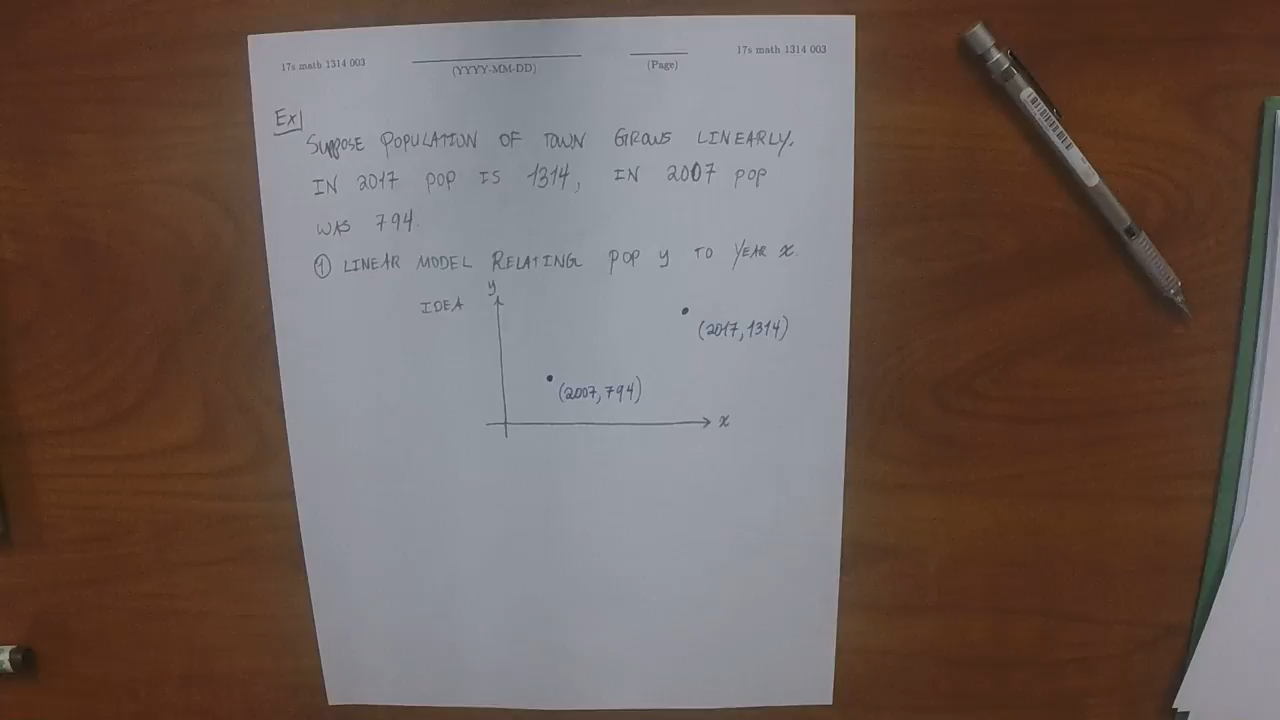 17s math 1314 003
(YYYY-MM-DD)
(Page)
17s math 1314 003
Ex
SUPPOSE POPULATION OF TOWN GROWS LINEARLY.
IN 2017 POP IS 1314, IN 2007 POP
WAS 794.
① LINEAR MODEL RELATING POP y TO YEAR x
IDEA
y
(2017,1314)
(2007,794)
x